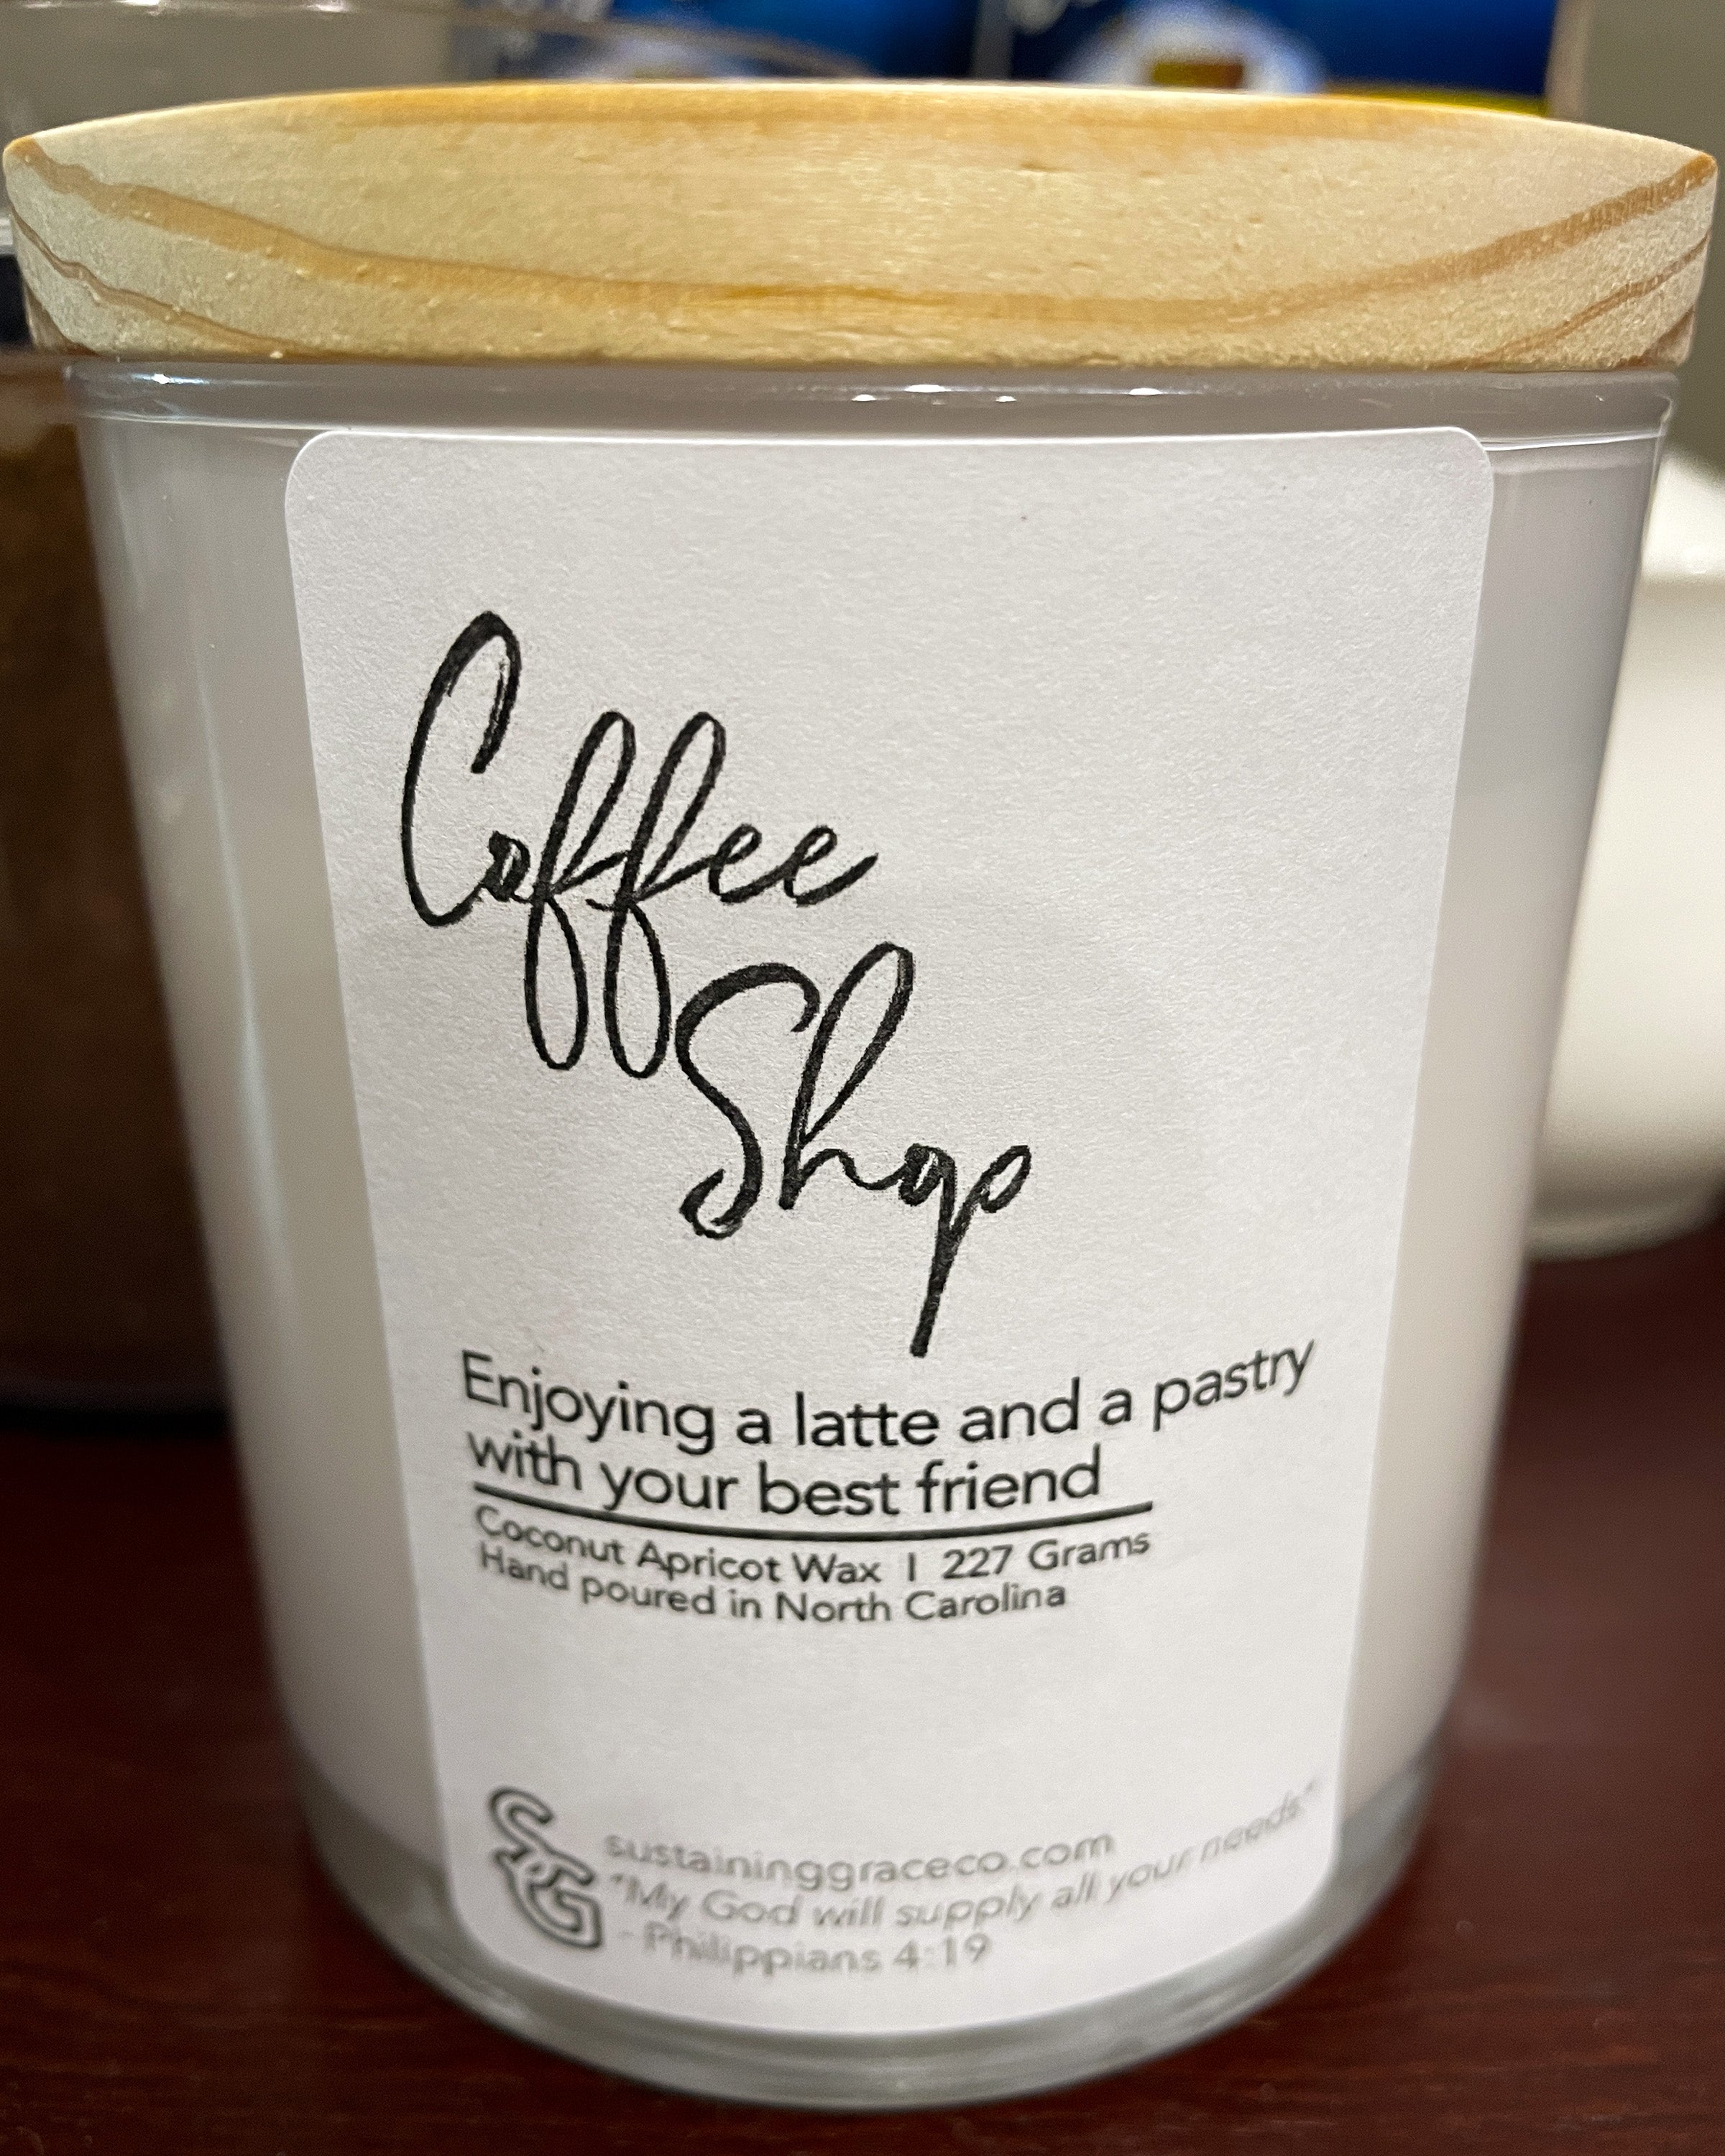 Coffee
Shop
Enjoying a latte and a pastry
with your best friend
Coconut Apricot Wax | 227 Grams
Hand poured in North Carolina
SG
sustaininggraceco.com
"My God will supply all your needs"
- Philippians 4:19